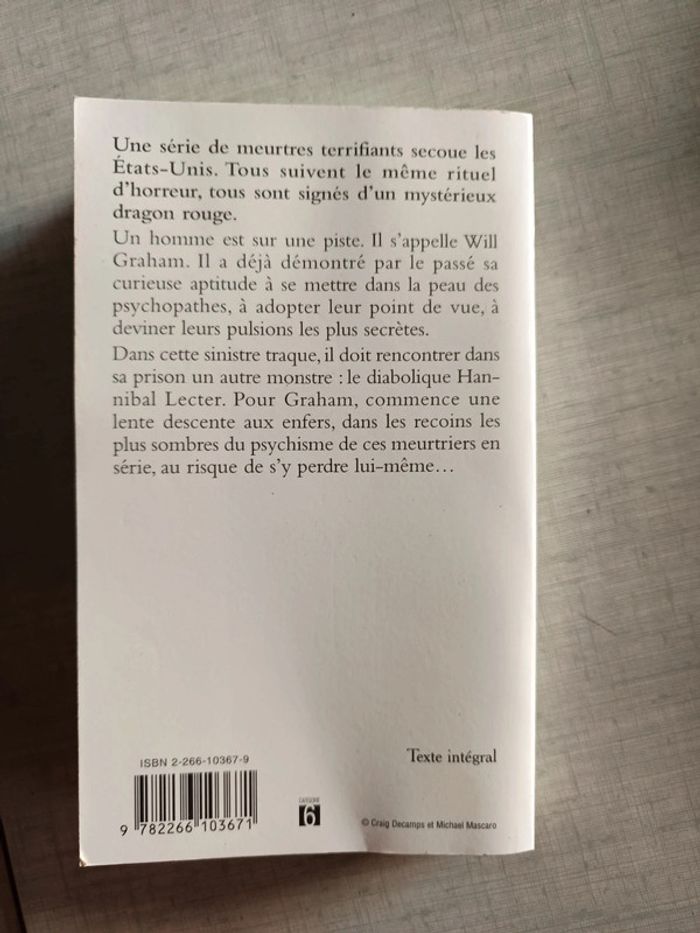 Une série de meurtres terrifiants secoue les
États-Unis. Tous suivent le même rituel
d'horreur, tous sont signés d'un mystérieux
dragon rouge.
Un homme est sur une piste. Il s'appelle Will
Graham. Il a déjà démontré par le passé sa
curieuse aptitude à se mettre dans la peau des
psychopathes, à adopter leur point de vue, à
deviner leurs pulsions les plus secrètes.
Dans cette sinistre traque, il doit rencontrer dans
sa prison un autre monstre : le diabolique Han-
nibal Lecter. Pour Graham, commence une
lente descente aux enfers, dans les recoins les
plus sombres du psychisme de ces meurtriers en
série, au risque de s'y perdre lui-même...
Texte intégral
ISBN 2-266-10367-9
9 782266 103671
CATÉGORIE
6
© Craig Decamps et Michael Mascaro